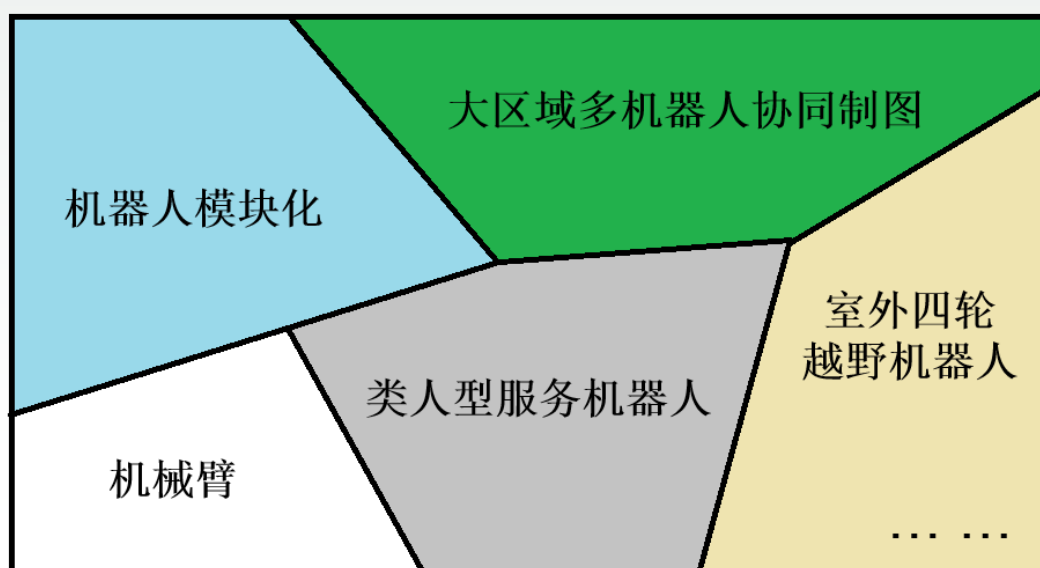 大区域多机器人协同制图
机器人模块化
室外四轮
越野机器人
类人型服务机器人
机械臂
… …